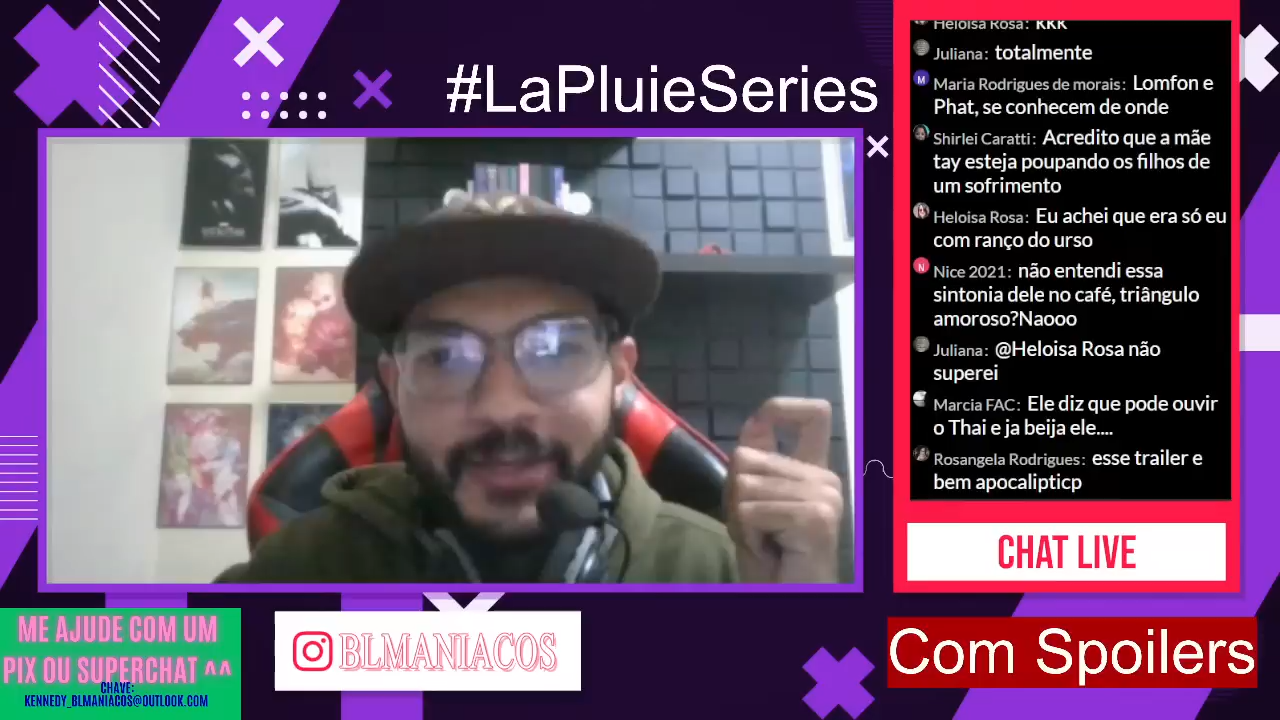 #LaPluieSeries
Heloisa Rosa: KKK
Juliana: totalmente
Maria Rodrigues de morais: Lomfon e
Phat, se conhecem de onde
Shirlei Caratti: Acredito que a mãe
tay esteja poupando os filhos de
um sofrimento
Heloisa Rosa: Eu achei que era só eu
com ranço do urso
N Nice 2021: não entendi essa
sintonia dele no café, triângulo
amoroso?Naooo
Juliana: @Heloisa Rosa não
superei
Marcia FAC: Ele diz que pode ouvir
o Thai e ja beija ele....
Rosangela Rodrigues: esse trailer e
bem apocalipticp
CHAT LIVE
ME AJUDE COM UM
PIX OU SUPERCHAT ^^
CHAVE:
KENNEDY_BLMANIACOS@OUTLOOK.COM
BLMANIACOS
Com Spoilers